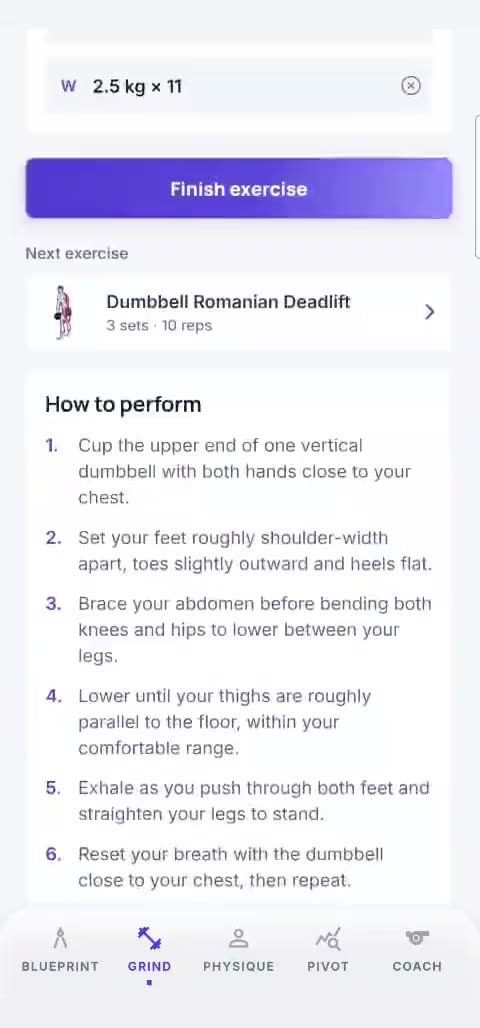 W 2.5 kg × 11
Finish exercise
Next exercise
Dumbbell Romanian Deadlift
3 sets · 10 reps
How to perform
1. Cup the upper end of one vertical
dumbbell with both hands close to your
chest.
2. Set your feet roughly shoulder-width
apart, toes slightly outward and heels flat.
3. Brace your abdomen before bending both
knees and hips to lower between your
legs.
4. Lower until your thighs are roughly
parallel to the floor, within your
comfortable range.
5. Exhale as you push through both feet and
straighten your legs to stand.
6. Reset your breath with the dumbbell
close to your chest, then repeat.
BLUEPRINT GRIND PHYSIQUE PIVOT COACH